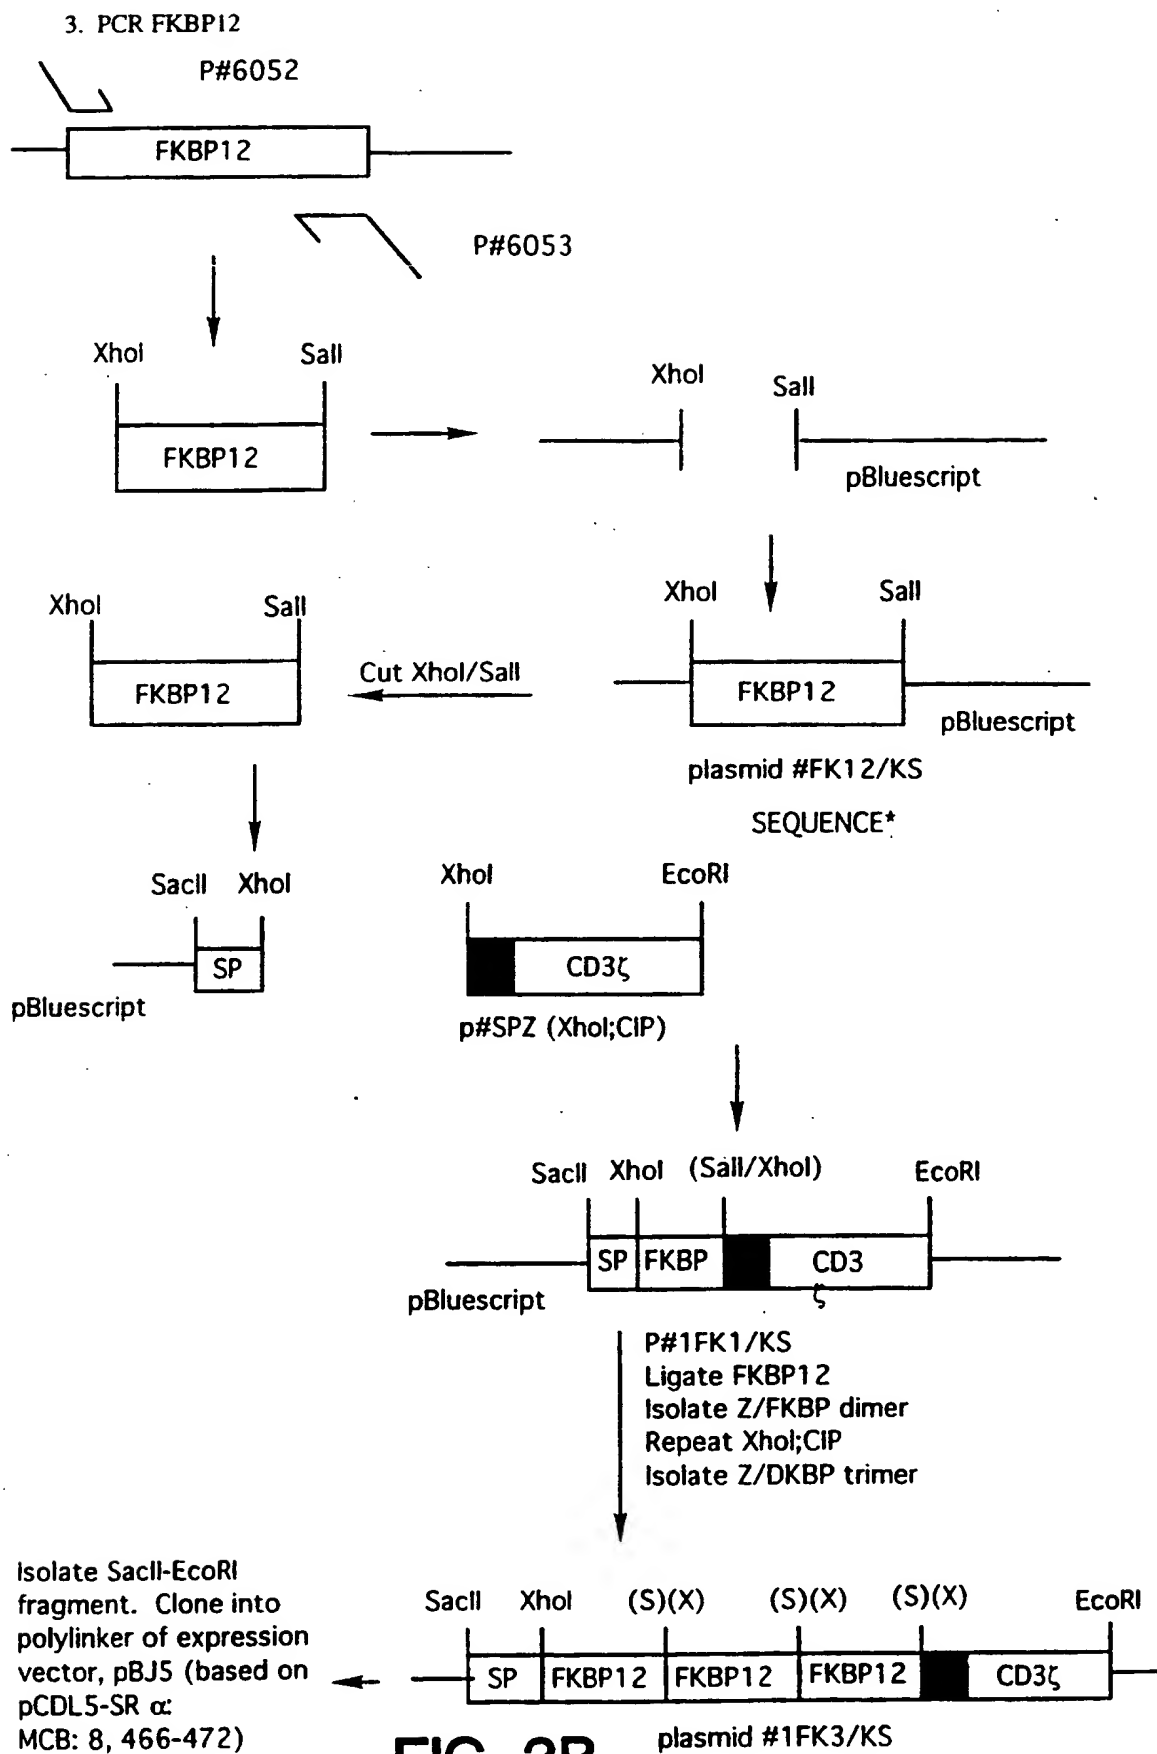 3. PCR FKBP12
P#6052
FKBP12
P#6053
XhoI SalI
FKBP12
XhoI SalI
pBluescript
XhoI SalI
FKBP12
Cut XhoI/SalI
XhoI SalI
FKBP12
pBluescript
plasmid #FK12/KS
SEQUENCE*
SacII XhoI
SP
pBluescript
XhoI EcoRI
CD3ζ
p#SPZ (XhoI;CIP)
SacII XhoI (SalI/XhoI) EcoRI
SP FKBP CD3
ζ
pBluescript
P#1FK1/KS
Ligate FKBP12
Isolate Z/FKBP dimer
Repeat XhoI;CIP
Isolate Z/DKBP trimer
Isolate SacII-EcoRI
fragment. Clone into
polylinker of expression
vector, pBJ5 (based on
pCDL5-SR α:
MCB: 8, 466-472)
SacII XhoI (S)(X) (S)(X) (S)(X) EcoRI
SP FKBP12 FKBP12 FKBP12 CD3ζ
plasmid #1FK3/KS
FIG. 2B